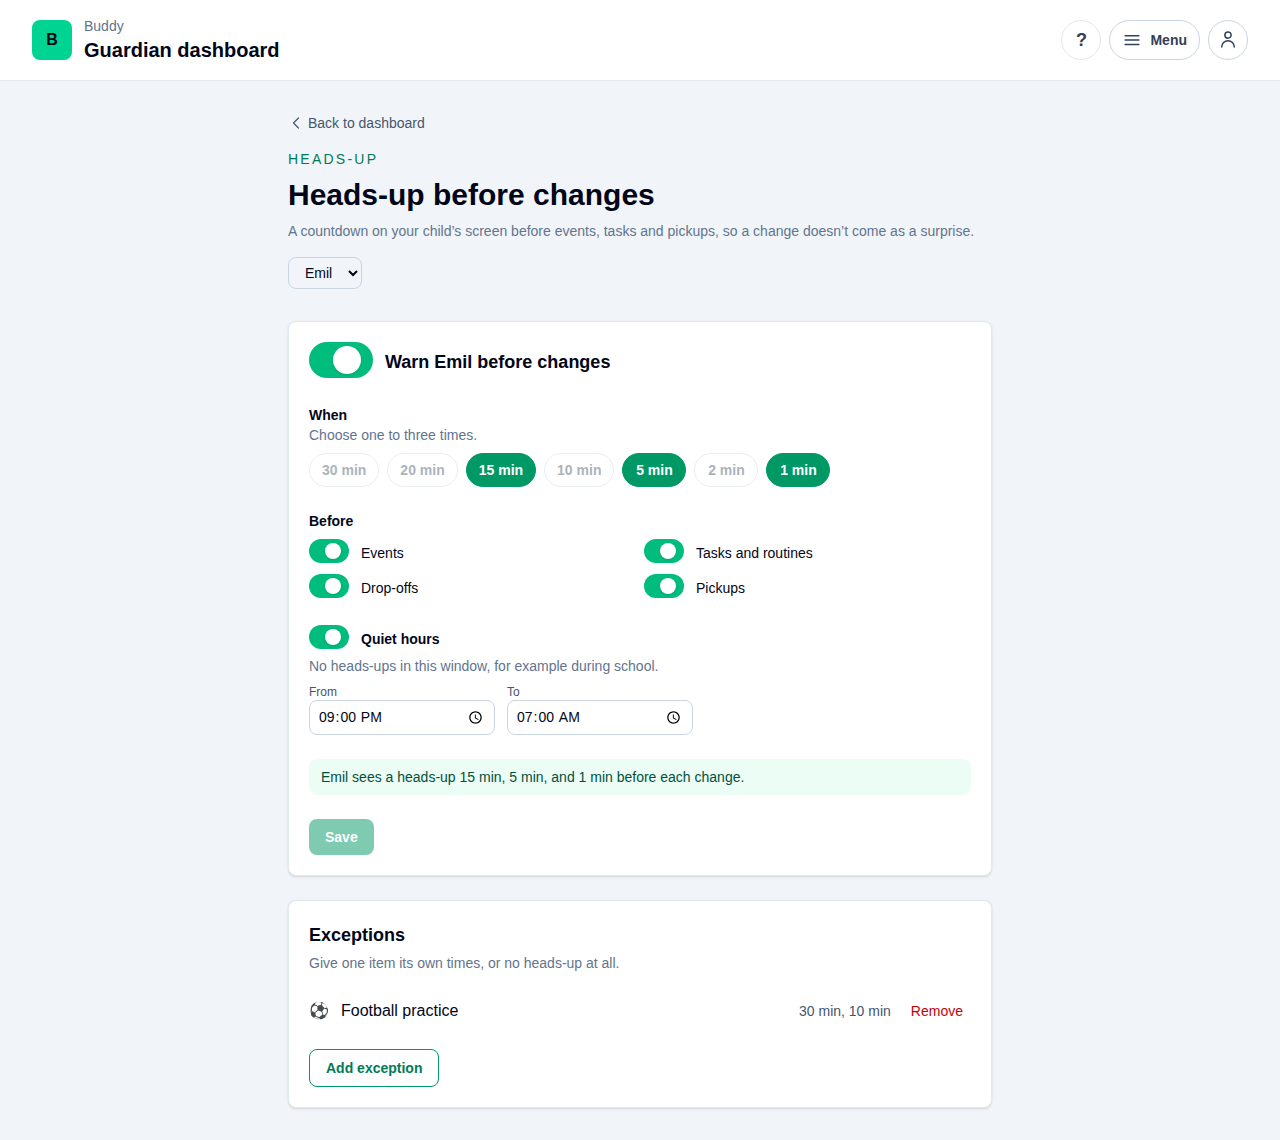 B
Buddy
Guardian dashboard
?
Menu
Back to dashboard
HEADS-UP
Heads-up before changes
A countdown on your child’s screen before events, tasks and pickups, so a change doesn’t come as a surprise.
Emil
Warn Emil before changes
When
Choose one to three times.
30 min 20 min 15 min 10 min 5 min 2 min 1 min
Before
Events
Tasks and routines
Drop-offs
Pickups
Quiet hours
No heads-ups in this window, for example during school.
From
To
09:00 PM
07:00 AM
Emil sees a heads-up 15 min, 5 min, and 1 min before each change.
Save
Exceptions
Give one item its own times, or no heads-up at all.
Football practice
30 min, 10 min
Remove
Add exception